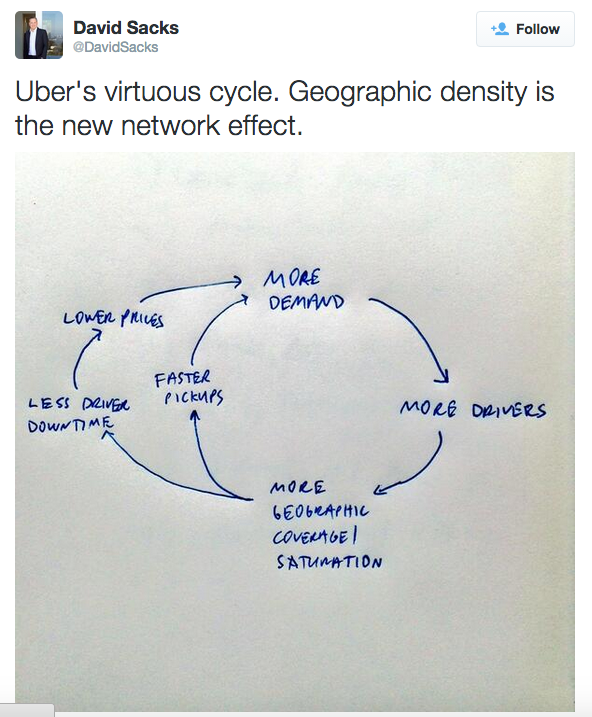 David Sacks
@DavidSacks
Follow
Uber's virtuous cycle. Geographic density is
the new network effect.
MORE
DEMAND
LOWER PRICES
FASTER
PICKUPS
LESS DRIVER
DOWNTIME
MORE DRIVERS
MORE
GEOGRAPHIC
COVERAGE/
SATURATION